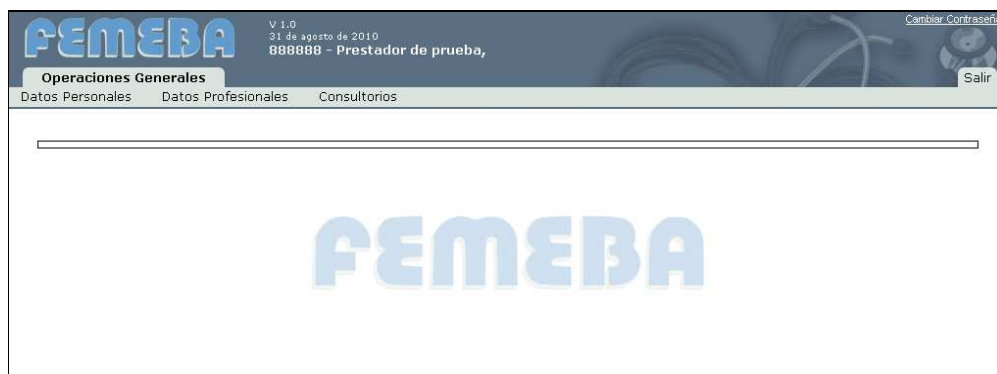 FEMEBA
V 1.0
31 de agosto de 2010
888888 - Prestador de prueba,
Cambiar Contraseña
Operaciones Generales
Salir
Datos Personales Datos Profesionales Consultorios
FEMEBA